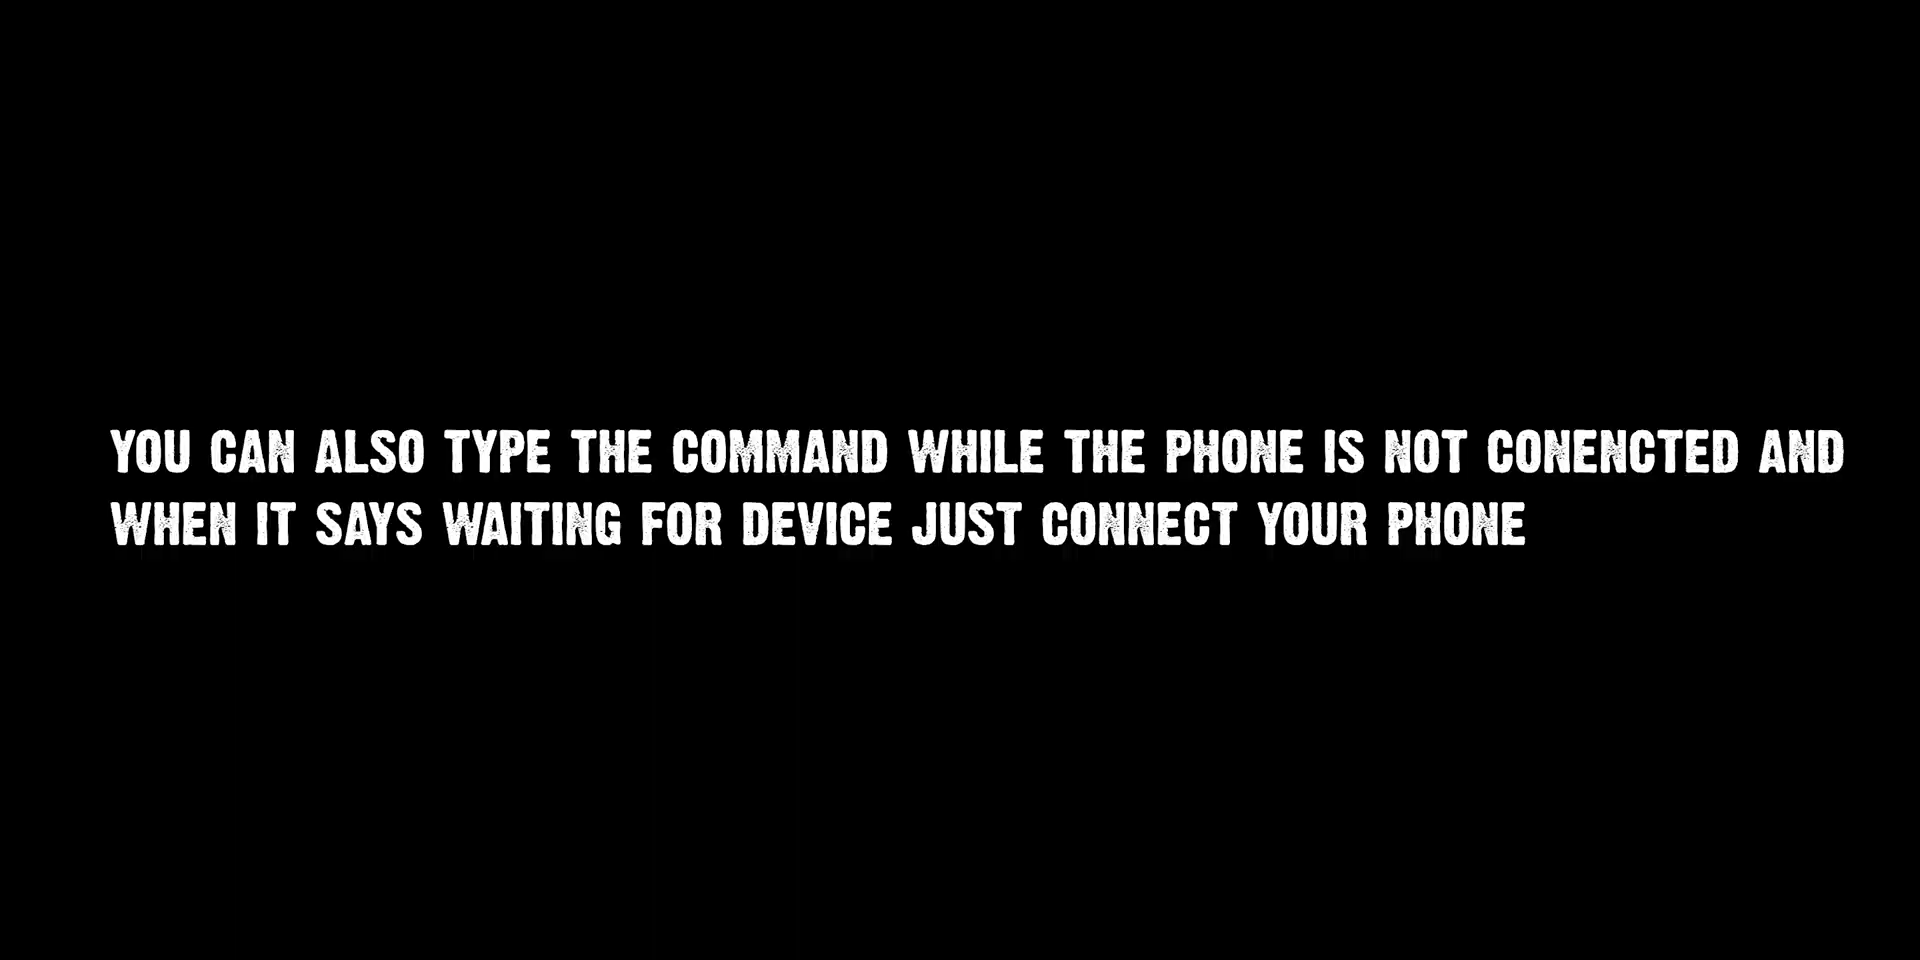 YOU CAN ALSO TYPE THE COMMAND WHILE THE PHONE IS NOT CONENCTED AND
WHEN IT SAYS WAITING FOR DEVICE JUST CONNECT YOUR PHONE